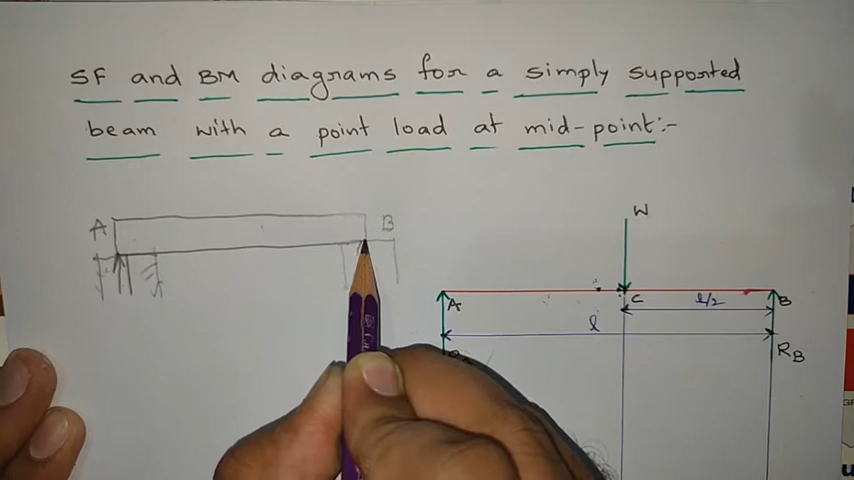 SF and BM diagrams for a simply supported
beam with a point load at mid-point:-
W
A B
A C B
l/2
l
RB